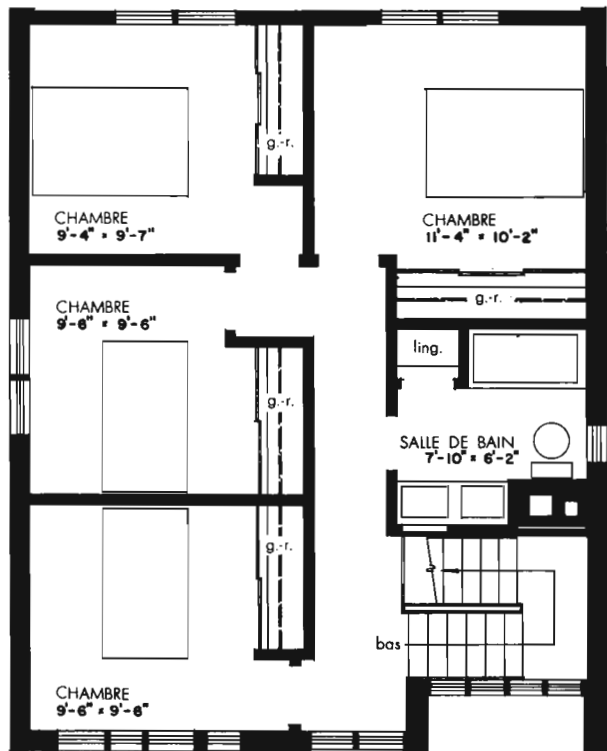 g.-r.
CHAMBRE
9'-4" × 9'-7"
CHAMBRE
11'-4" × 10'-2"
g.-r.
CHAMBRE
9'-6" × 9'-6"
ling.
g.-r.
SALLE DE BAIN
7'-10" × 6'-2"
g.-r.
bas
CHAMBRE
9'-6" × 9'-6"